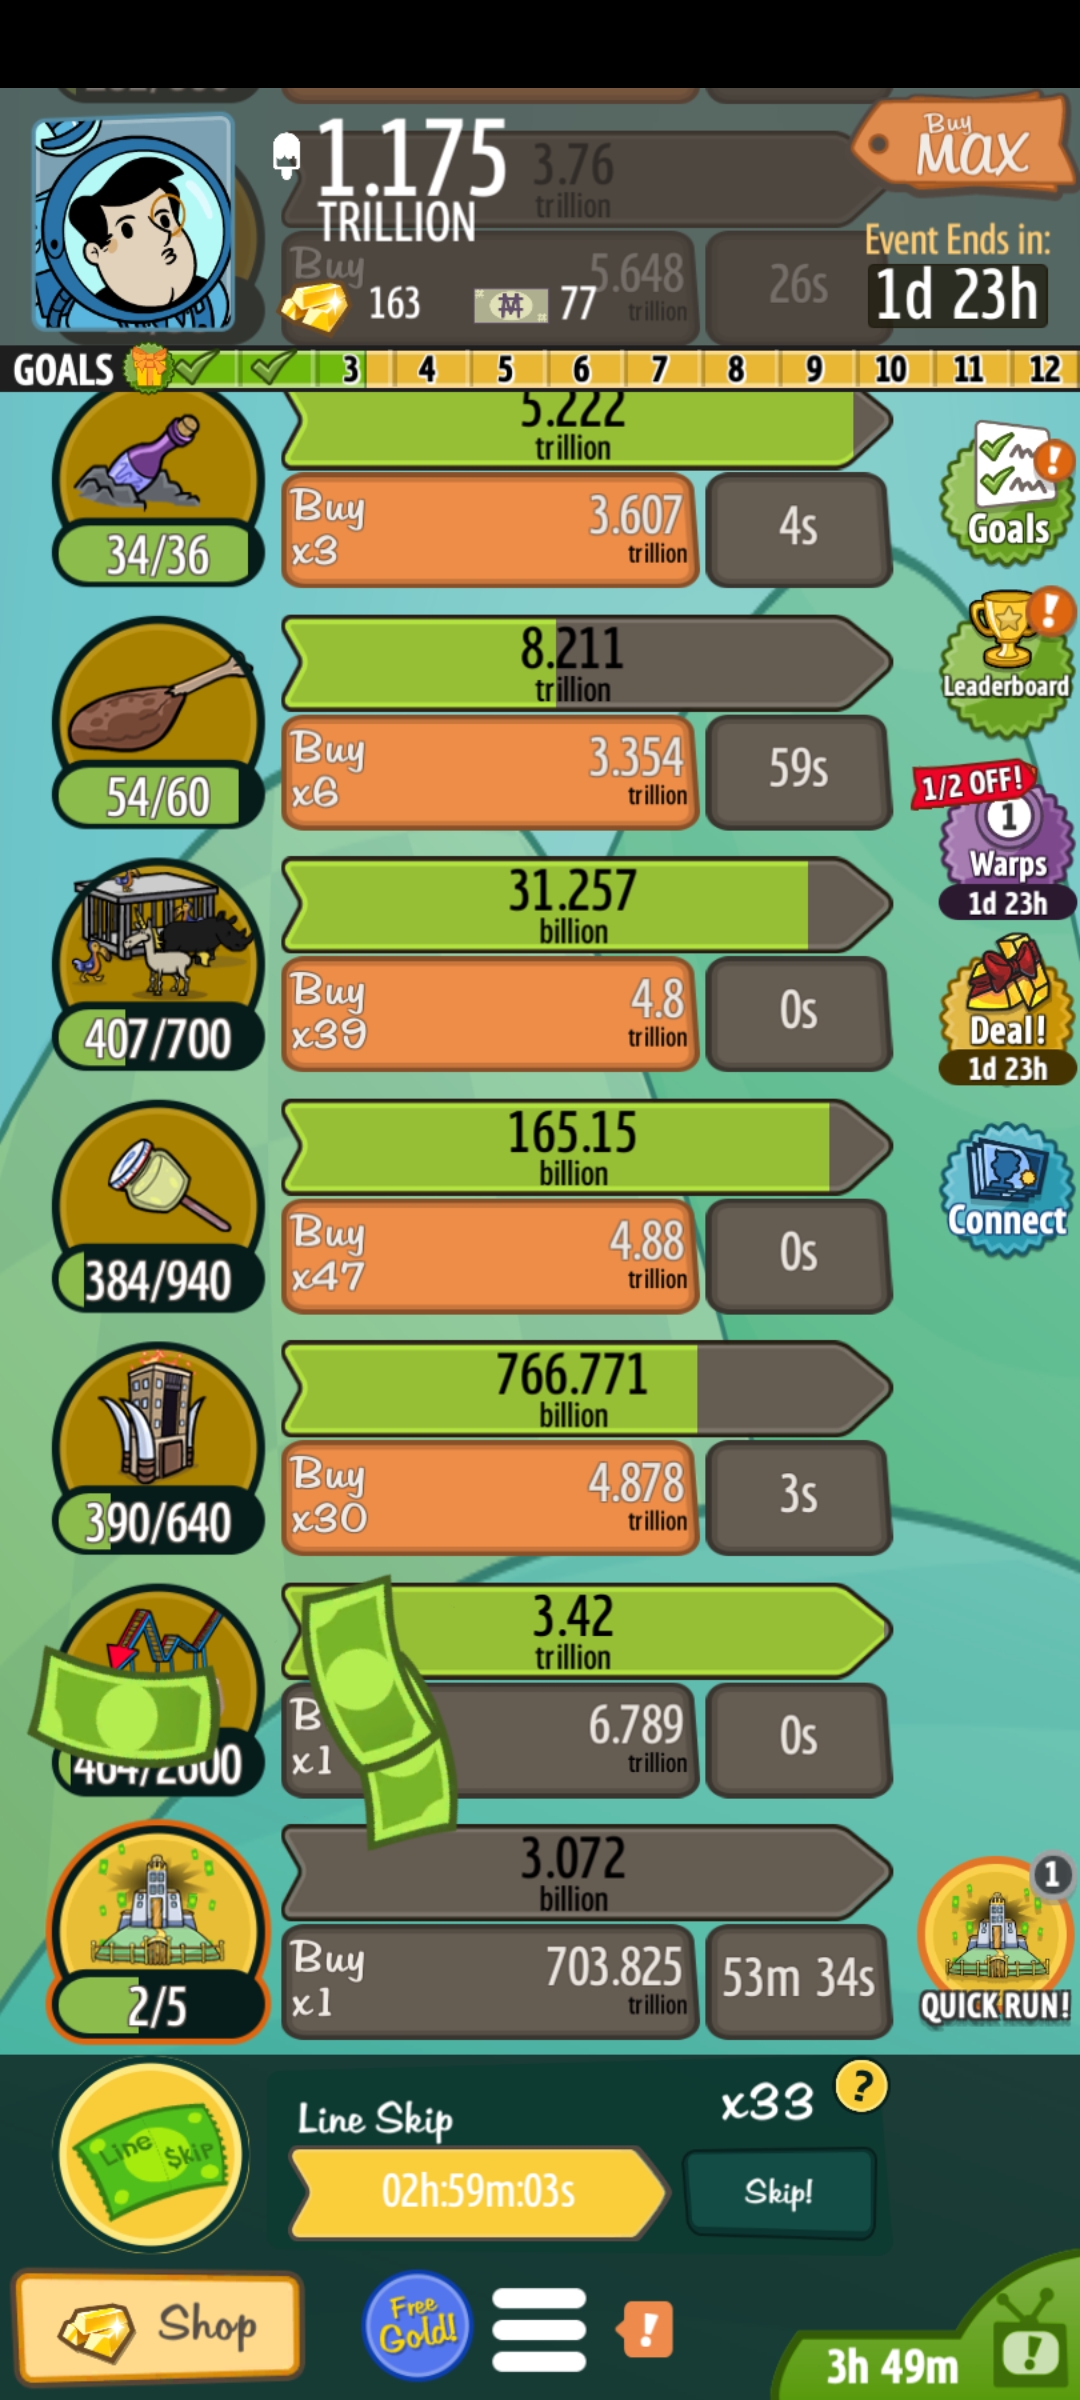 1.175
TRILLION
3.76
trillion
Buy
MAX
Event Ends in:
1d 23h
Buy
5.648
trillion
26s
163
77
GOALS 3 4 5 6 7 8 9 10 11 12
5.222
trillion
34/36
Buy
x3
3.607
trillion
4s
Goals
8.211
trillion
54/60
Buy
x6
3.354
trillion
59s
Leaderboard
1/2 OFF!
1
Warps
1d 23h
31.257
billion
407/700
Buy
x39
4.8
trillion
0s
Deal!
1d 23h
165.15
billion
384/940
Buy
x47
4.88
trillion
0s
Connect
766.771
billion
390/640
Buy
x30
4.878
trillion
3s
3.42
trillion
x1
6.789
trillion
0s
3.072
billion
2/5
Buy
x1
703.825
trillion
53m 34s
1
QUICK RUN!
Line Skip
Line Skip
x33
?
02h:59m:03s
Skip!
Shop
Free
Gold!
!
3h 49m
!